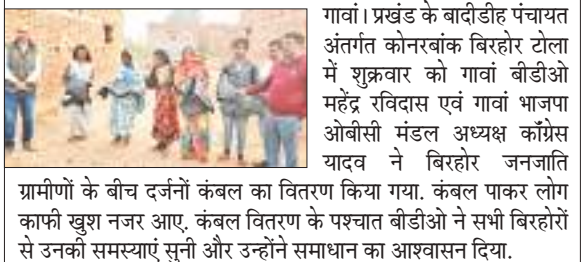 गावां। प्रखंड के बादीडीह पंचायत
अंतर्गत कोनरबांक बिरहोर टोला
में शुक्रवार को गावां बीडीओ
महेंद्र रविदास एवं गावां भाजपा
ओबीसी मंडल अध्यक्ष कॉंग्रेस
यादव ने बिरहोर जनजाति
ग्रामीणों के बीच दर्जनों कंबल का वितरण किया गया. कंबल पाकर लोग
काफी खुश नजर आए. कंबल वितरण के पश्चात बीडीओ ने सभी बिरहोरों
से उनकी समस्याएं सुनी और उन्होंने समाधान का आश्वासन दिया.